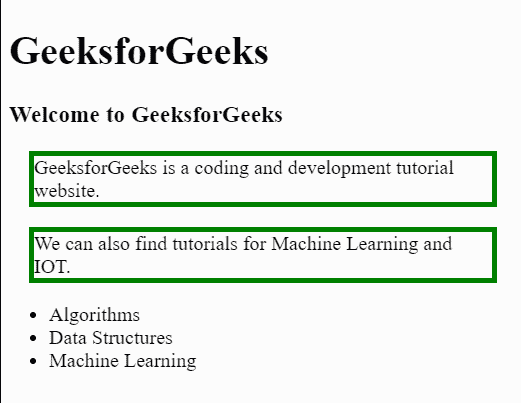 GeeksforGeeks
Welcome to GeeksforGeeks
GeeksforGeeks is a coding and development tutorial
website.
We can also find tutorials for Machine Learning and
IOT.
Algorithms
Data Structures
Machine Learning